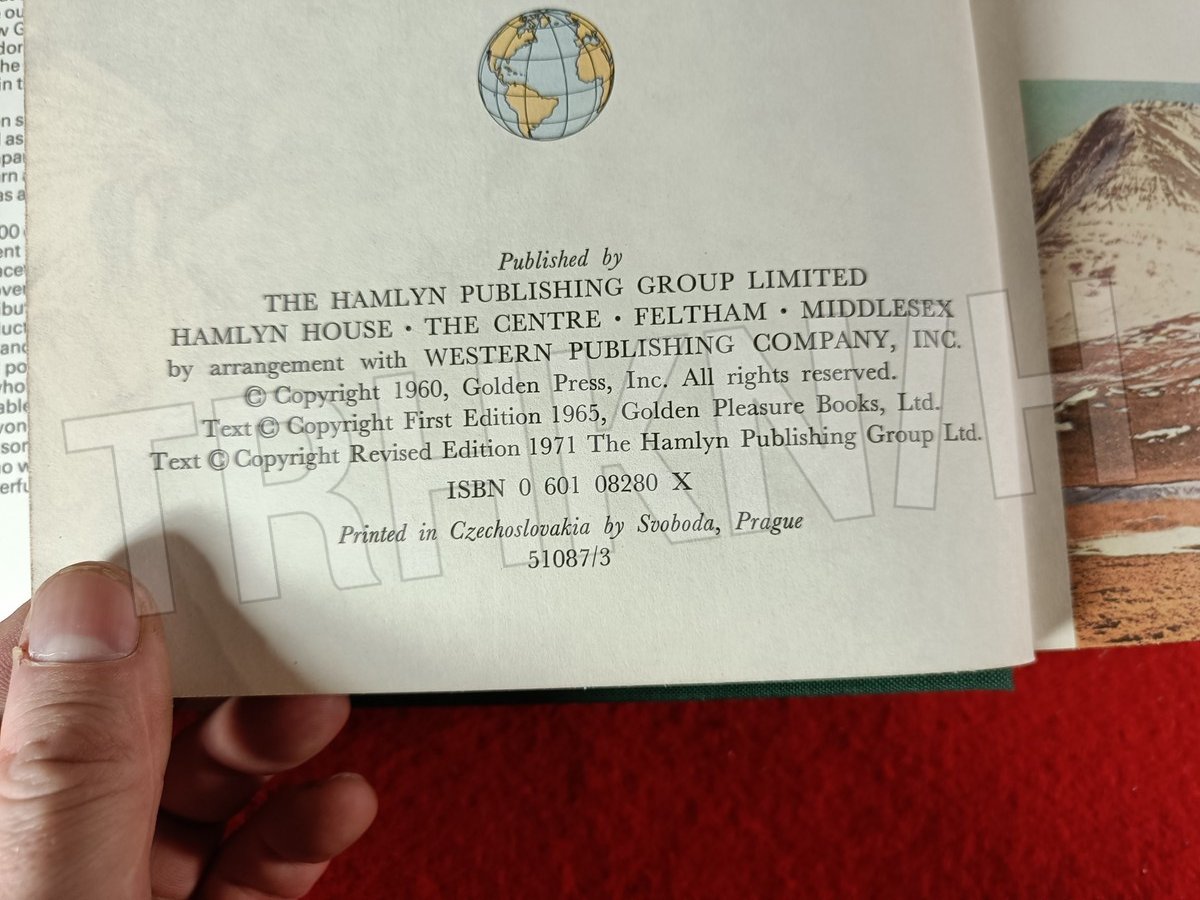 Published by
THE HAMLYN PUBLISHING GROUP LIMITED
HAMLYN HOUSE • THE CENTRE • FELTHAM • MIDDLESEX
by arrangement with WESTERN PUBLISHING COMPANY, INC.
© Copyright 1960, Golden Press, Inc. All rights reserved.
Text © Copyright First Edition 1965, Golden Pleasure Books, Ltd.
Text © Copyright Revised Edition 1971 The Hamlyn Publishing Group Ltd.
ISBN 0 601 08280 X
Printed in Czechoslovakia by Svoboda, Prague
51087/3
TRHKNIH